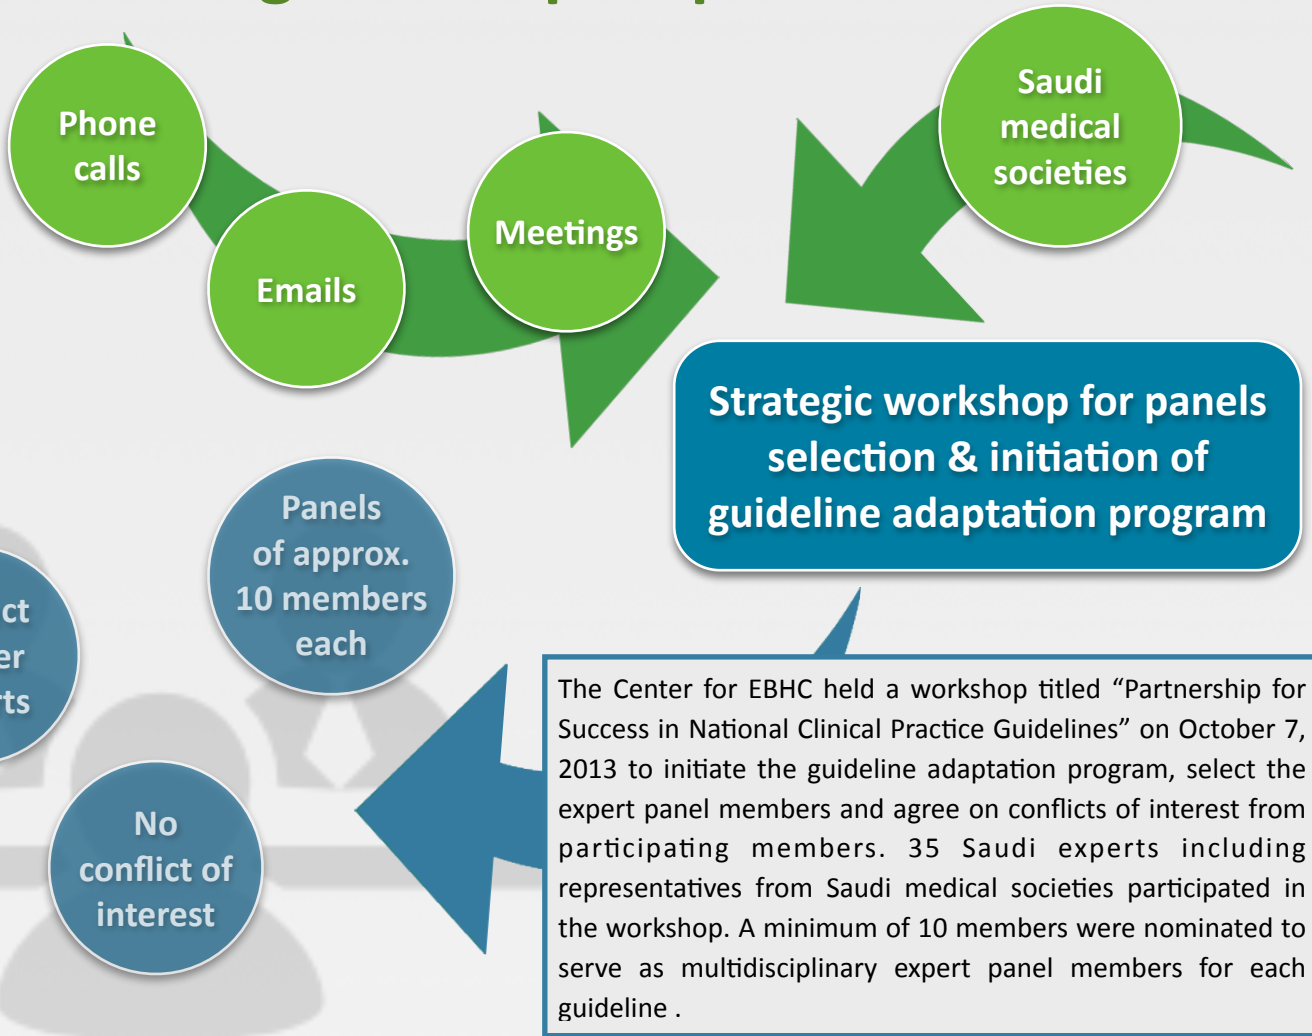 Phone
calls
Emails
Meetings
Saudi
medical
societies
Strategic workshop for panels
selection & initiation of
guideline adaptation program
Panels
of approx.
10 members
each
No
conflict of
interest
The Center for EBHC held a workshop titled “Partnership for
Success in National Clinical Practice Guidelines” on October 7,
2013 to initiate the guideline adaptation program, select the
expert panel members and agree on conflicts of interest from
participating members. 35 Saudi experts including
representatives from Saudi medical societies participated in
the workshop. A minimum of 10 members were nominated to
serve as multidisciplinary expert panel members for each
guideline .